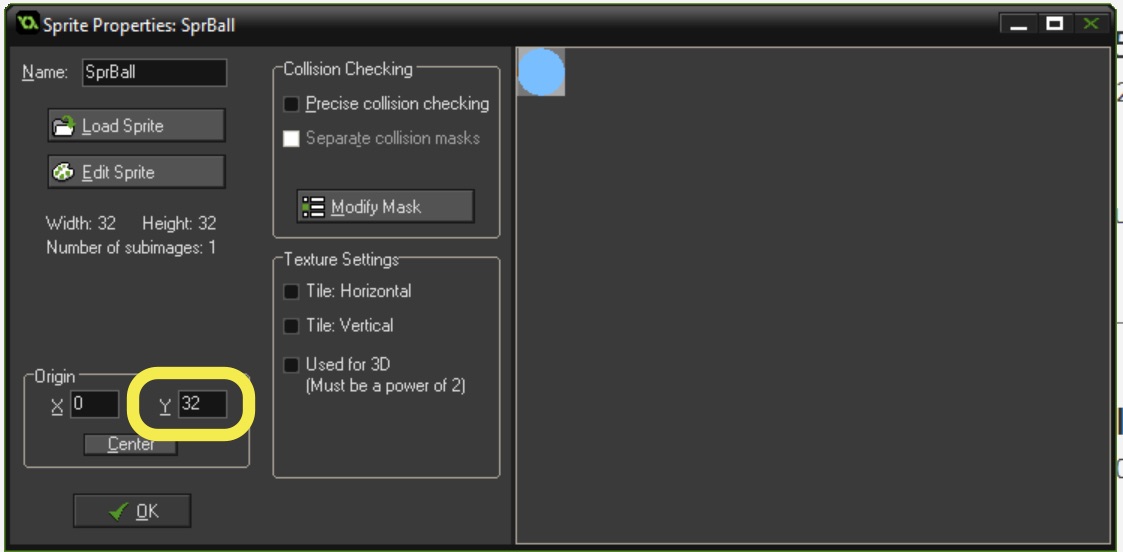 Sprite Properties: SprBall
Name: SprBall
Load Sprite
Edit Sprite
Width: 32 Height: 32
Number of subimages: 1
Origin
X 0 Y 32
Center
OK
Collision Checking
Precise collision checking
Separate collision masks
Modify Mask
Texture Settings
Tile: Horizontal
Tile: Vertical
Used for 3D
(Must be a power of 2)